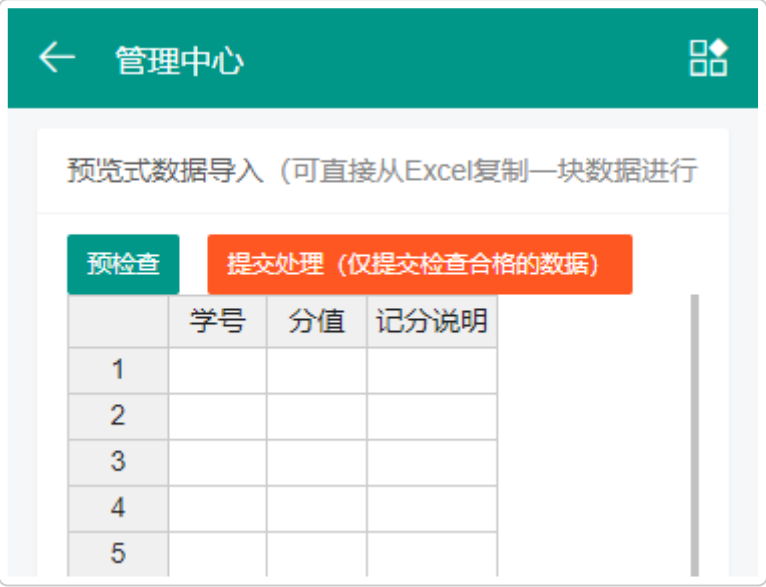 管理中心
预览式数据导入（可直接从Excel复制一块数据进行
预检查 提交处理（仅提交检查合格的数据）
学号 分值 记分说明
1
2
3
4
5